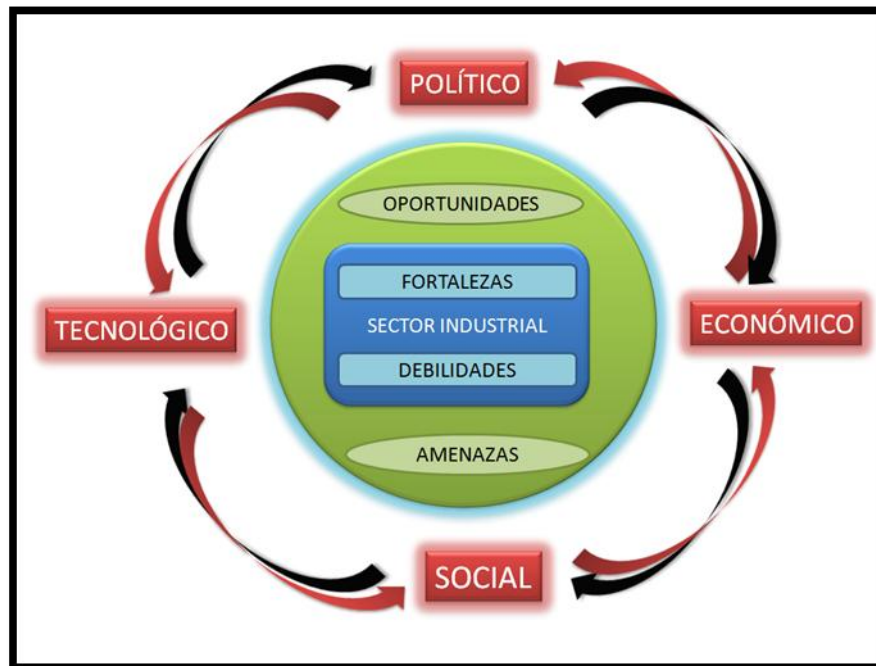 POLÍTICO
OPORTUNIDADES
FORTALEZAS
TECNOLÓGICO
SECTOR INDUSTRIAL
ECONÓMICO
DEBILIDADES
AMENAZAS
SOCIAL